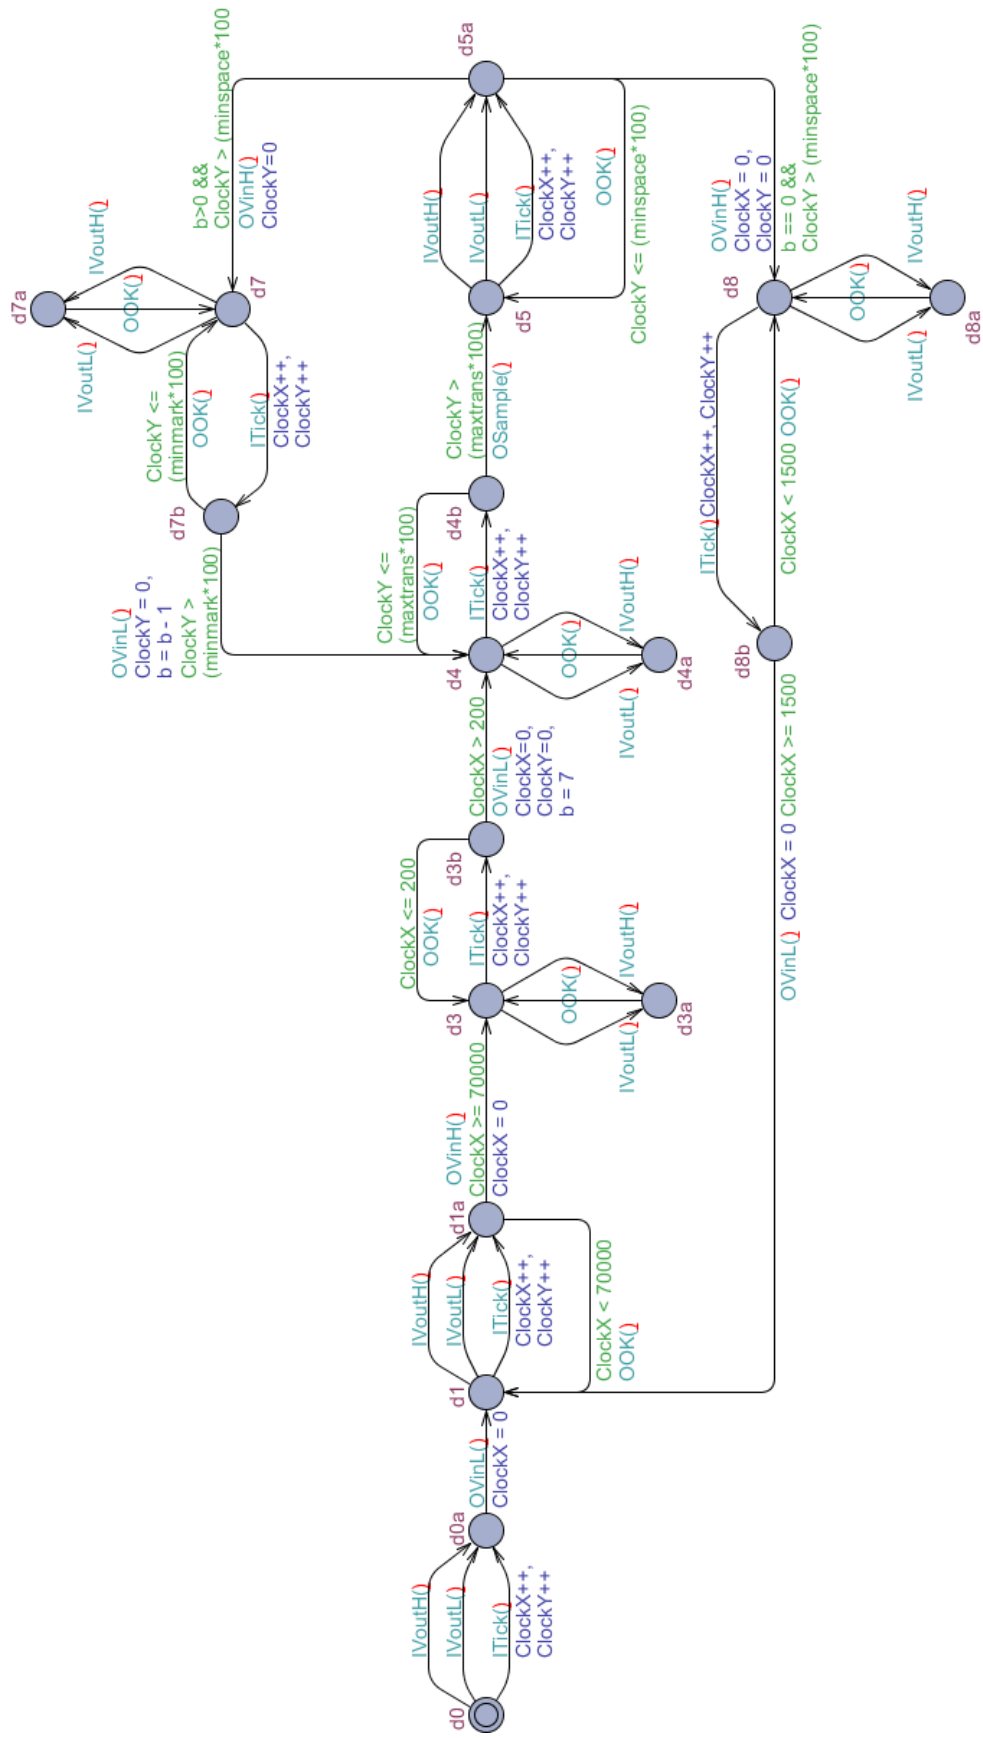 d0
IVoutH()
IVoutL()
ITick()
ClockX++,
ClockY++
d0a
OVinL()
ClockX = 0
d1
IVoutH()
IVoutL()
ITick()
ClockX++,
ClockY++
d1a
ClockX < 70000
OOK()
OVinH()
ClockX >= 70000
ClockX = 0
d3
IVoutL()
OOK()
IVoutH()
d3a
ClockX <= 200
OOK()
ITick()
ClockX++,
ClockY++
d3b
ClockX > 200
OVinL()
ClockX=0,
ClockY=0,
b = 7
d4
IVoutL()
OOK()
IVoutH()
d4a
ClockY <=
(maxtrans*100)
OOK()
ITick()
ClockX++,
ClockY++
d4b
ClockY >
(maxtrans*100)
OSample()
d5
IVoutH()
IVoutL()
ITick()
ClockX++,
ClockY++
OOK()
ClockY <= (minspace*100)
d5a
b>0 &&
ClockY > (minspace*100
OVinH()
ClockY=0
d7
IVoutL()
OOK()
IVoutH()
d7a
ClockY <=
(minmark*100)
OOK()
ITick()
ClockX++,
ClockY++
d7b
OVinL()
ClockY = 0,
b = b - 1
ClockY >
(minmark*100)
OVinH()
ClockX = 0,
ClockY = 0
b == 0 &&
ClockY > (minspace*100)
d8
IVoutL()
OOK()
IVoutH()
d8a
ITick() ClockX++, ClockY++
ClockX < 1500 OOK()
d8b
OVinL() ClockX = 0 ClockX >= 1500